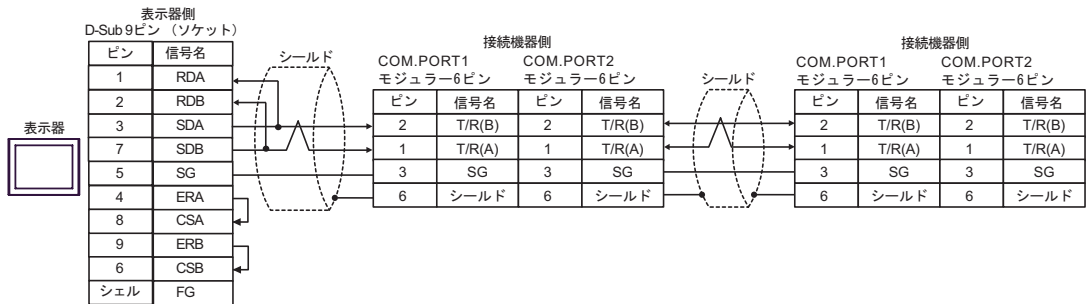 表示器側
D-Sub 9ピン （ソケット）
ピン 信号名
1 RDA
2 RDB
3 SDA
7 SDB
5 SG
4 ERA
8 CSA
9 ERB
6 CSB
シェル FG
表示器
シールド
接続機器側
COM.PORT1 COM.PORT2
モジュラー6ピン モジュラー6ピン
ピン 信号名 ピン 信号名
2 T/R(B) 2 T/R(B)
1 T/R(A) 1 T/R(A)
3 SG 3 SG
6 シールド 6 シールド
シールド
接続機器側
COM.PORT1 COM.PORT2
モジュラー6ピン モジュラー6ピン
ピン 信号名 ピン 信号名
2 T/R(B) 2 T/R(B)
1 T/R(A) 1 T/R(A)
3 SG 3 SG
6 シールド 6 シールド